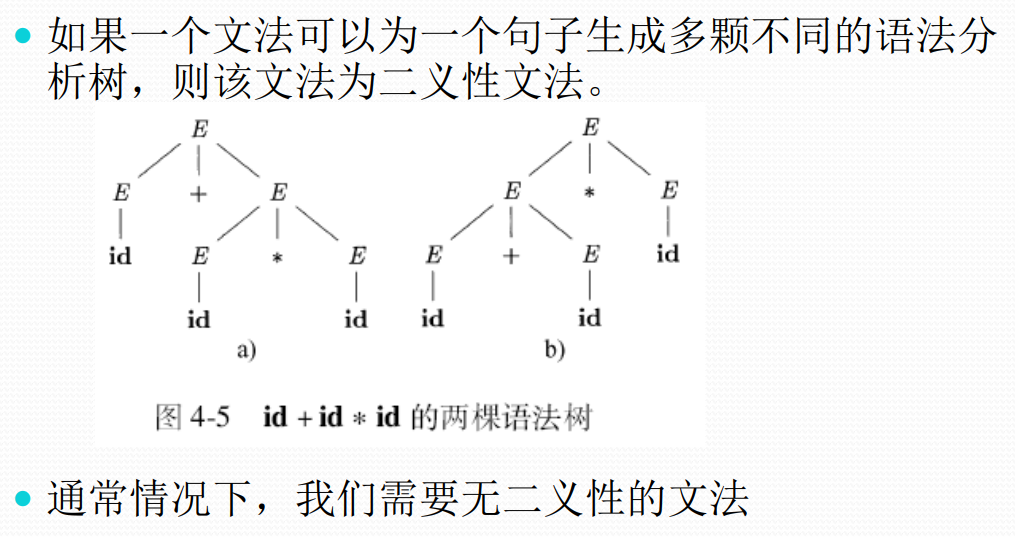 如果一个文法可以为一个句子生成多颗不同的语法分
析树，则该文法为二义性文法。
E
E + E
id E * E
id id
a)
E
E * E
E + E id
id id
b)
图 4-5 id + id * id 的两棵语法树
通常情况下，我们需要无二义性的文法